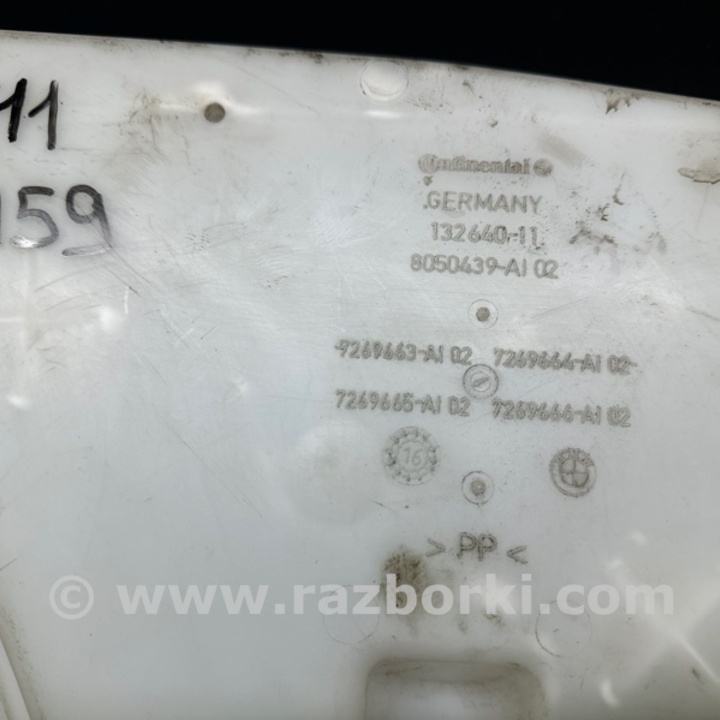 11
159
Continental
GERMANY
132640-11
8050439-AI 02
7269663-AI 02 7269664-AI 02
7269665-AI 02 7269666-AI 02
16
> PP <
© www.razborki.com